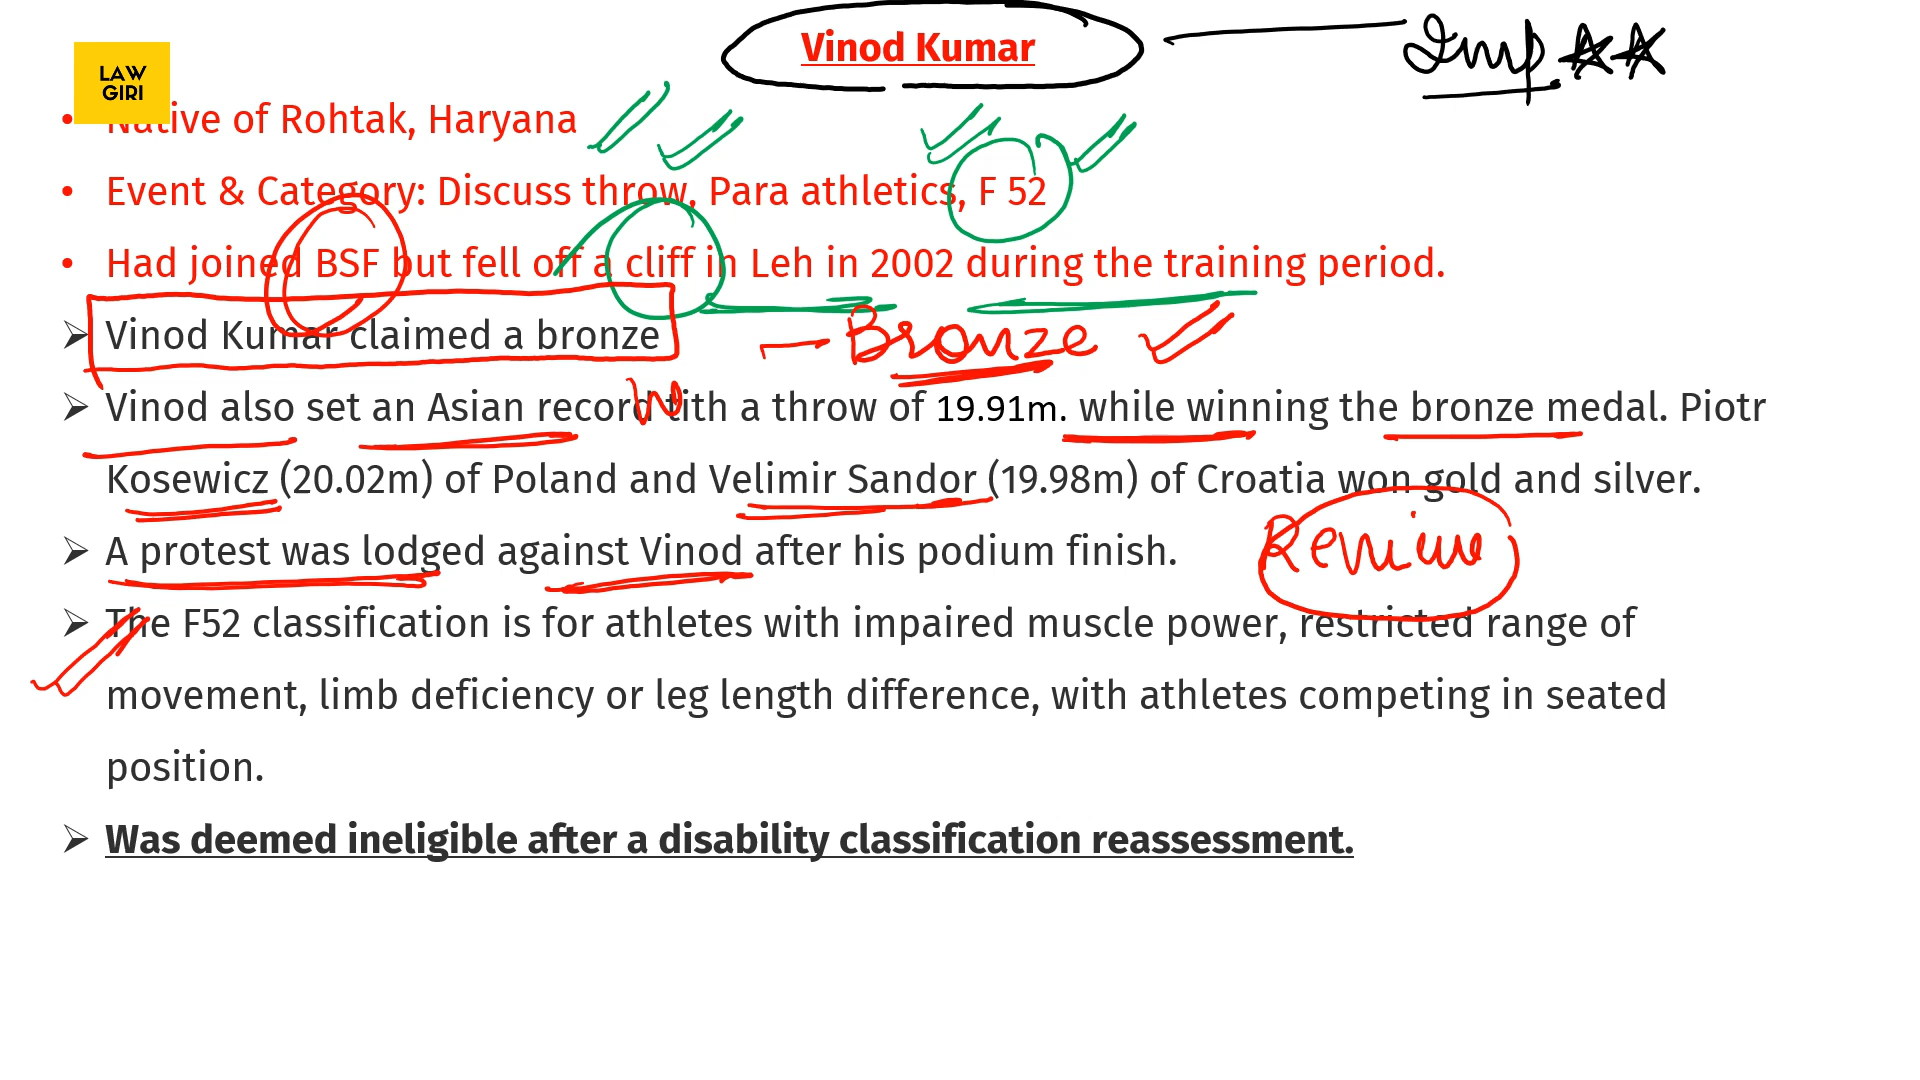 Vinod Kumar
Imp.
LAW
GIRI
• Native of Rohtak, Haryana
• Event & Category: Discuss throw, Para athletics, F 52
• Had joined BSF but fell off a cliff in Leh in 2002 during the training period.
➢ Vinod Kumar claimed a bronze
- Bronze
➢ Vinod also set an Asian record tith a throw of 19.91m. while winning the bronze medal. Piotr
Kosewicz (20.02m) of Poland and Velimir Sandor (19.98m) of Croatia won gold and silver.
➢ A protest was lodged against Vinod after his podium finish.
➢ The F52 classification is for athletes with impaired muscle power, restricted range of
movement, limb deficiency or leg length difference, with athletes competing in seated
position.
➢ Was deemed ineligible after a disability classification reassessment.